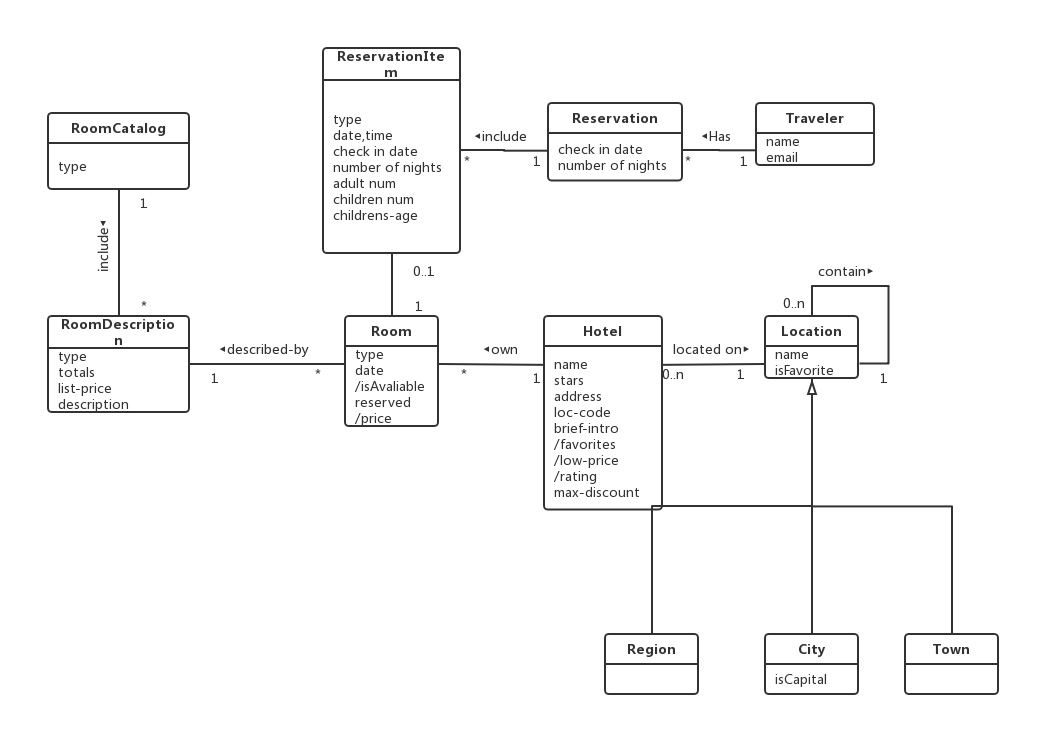 ReservationIte
m
type
date,time
check in date
number of nights
adult num
children num
childrens-age
◂include
*
1
Reservation
check in date
number of nights
◂Has
*
1
Traveler
name
email
RoomCatalog
type
1
include▸
*
RoomDescriptio
n
type
totals
list-price
description
◂described-by
1
*
0..1
1
Room
type
date
/isAvaliable
reserved
/price
◂own
*
1
Hotel
name
stars
address
loc-code
brief-intro
/favorites
/low-price
/rating
max-discount
located on▸
0..n
1
contain▸
0..n
1
Location
name
isFavorite
Region
City
isCapital
Town